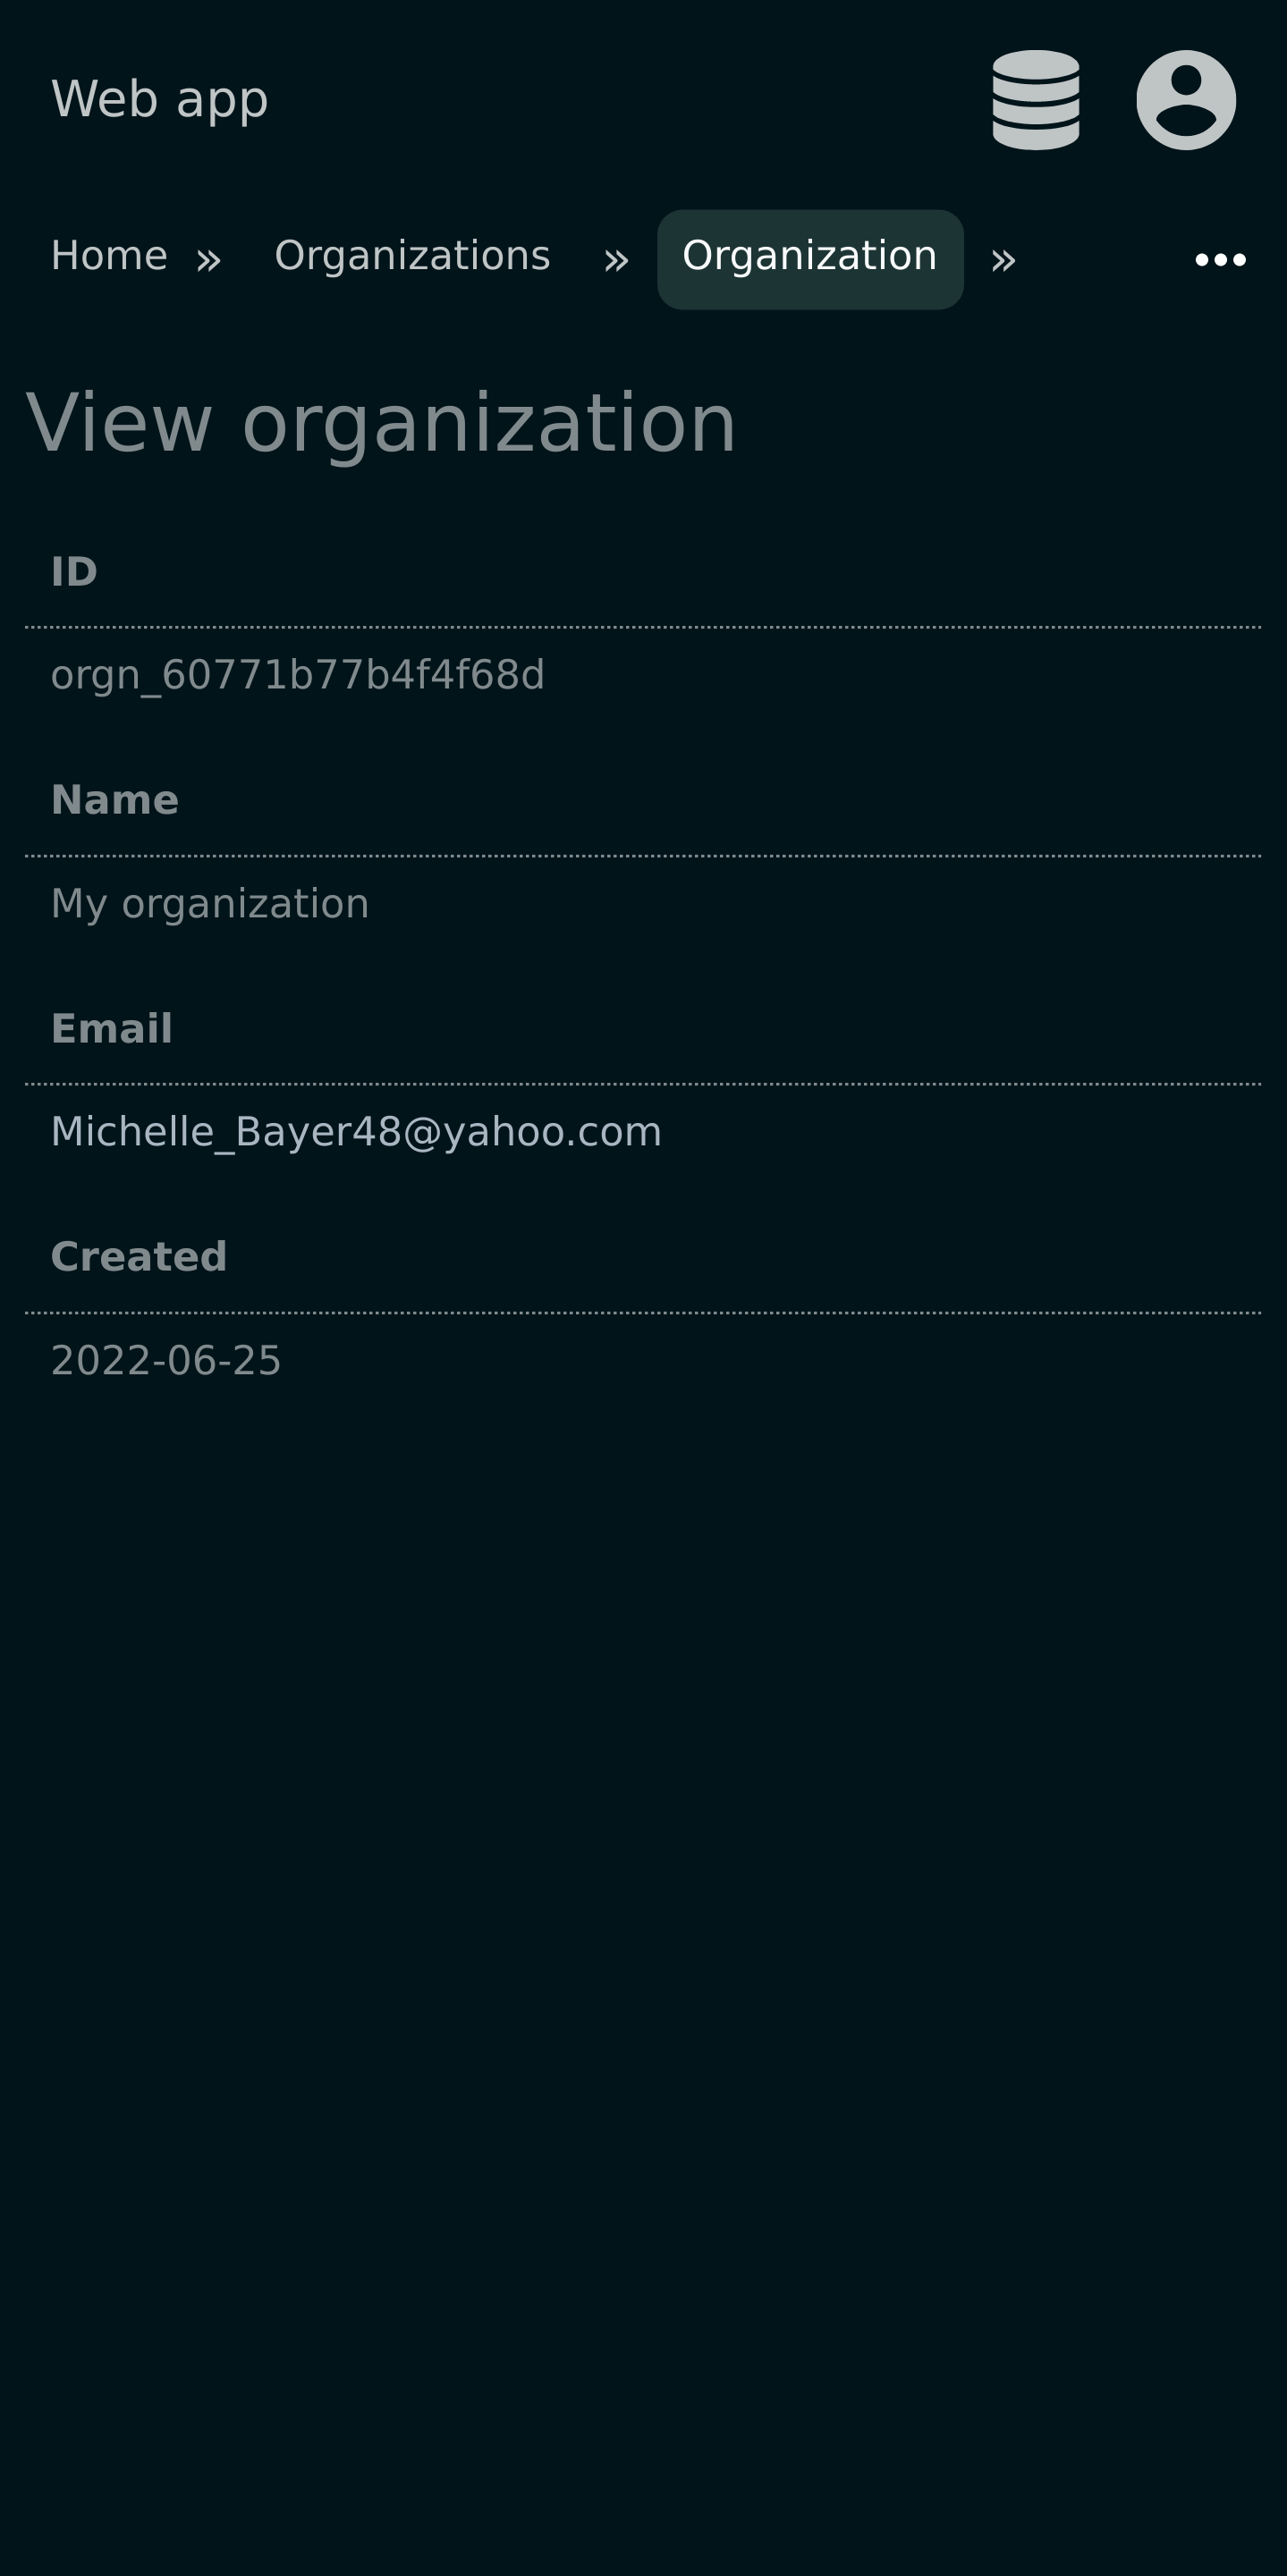 Web app
Home » Organizations » Organization » •••
View organization
ID
orgn_60771b77b4f4f68d
Name
My organization
Email
Michelle_Bayer48@yahoo.com
Created
2022-06-25